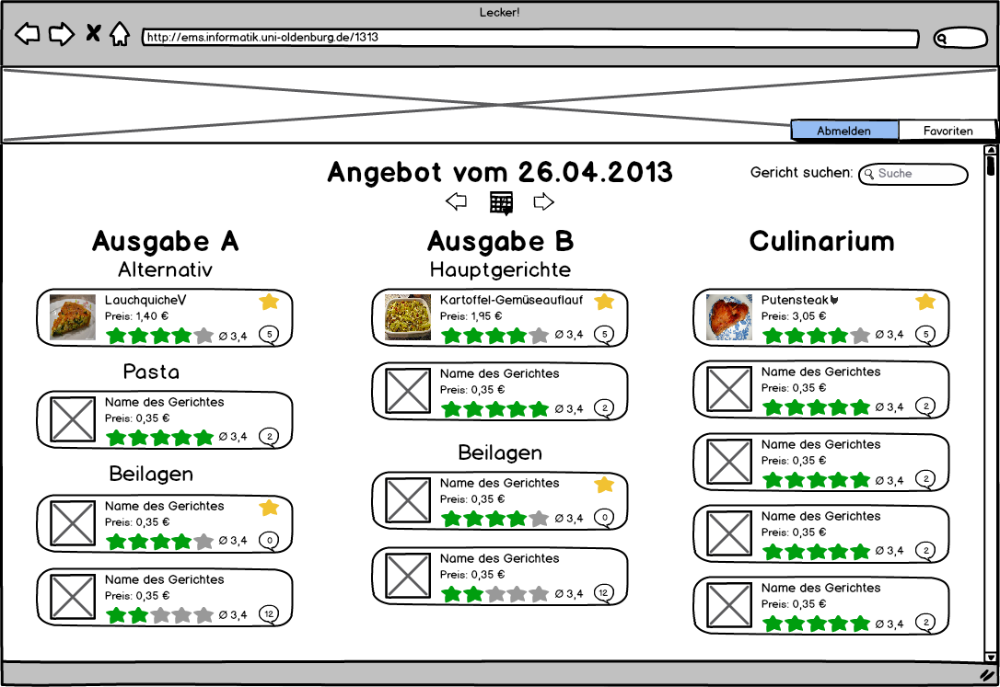 Lecker!
http://ems.informatik.uni-oldenburg.de/1313
Abmelden
Favoriten
Angebot vom 26.04.2013
Gericht suchen:
Suche
Ausgabe A
Alternativ
LauchquicheV
Preis: 1,40 €
Ø 3,4
5
Pasta
Name des Gerichtes
Preis: 0,35 €
Ø 3,4
2
Beilagen
Name des Gerichtes
Preis: 0,35 €
Ø 3,4
0
Name des Gerichtes
Preis: 0,35 €
Ø 3,4
12
Ausgabe B
Hauptgerichte
Kartoffel-Gemüseauflauf
Preis: 1,95 €
Ø 3,4
5
Name des Gerichtes
Preis: 0,35 €
Ø 3,4
2
Beilagen
Name des Gerichtes
Preis: 0,35 €
Ø 3,4
0
Name des Gerichtes
Preis: 0,35 €
Ø 3,4
12
Culinarium
Putensteak
Preis: 3,05 €
Ø 3,4
5
Name des Gerichtes
Preis: 0,35 €
Ø 3,4
2
Name des Gerichtes
Preis: 0,35 €
Ø 3,4
2
Name des Gerichtes
Preis: 0,35 €
Ø 3,4
2
Name des Gerichtes
Preis: 0,35 €
Ø 3,4
2